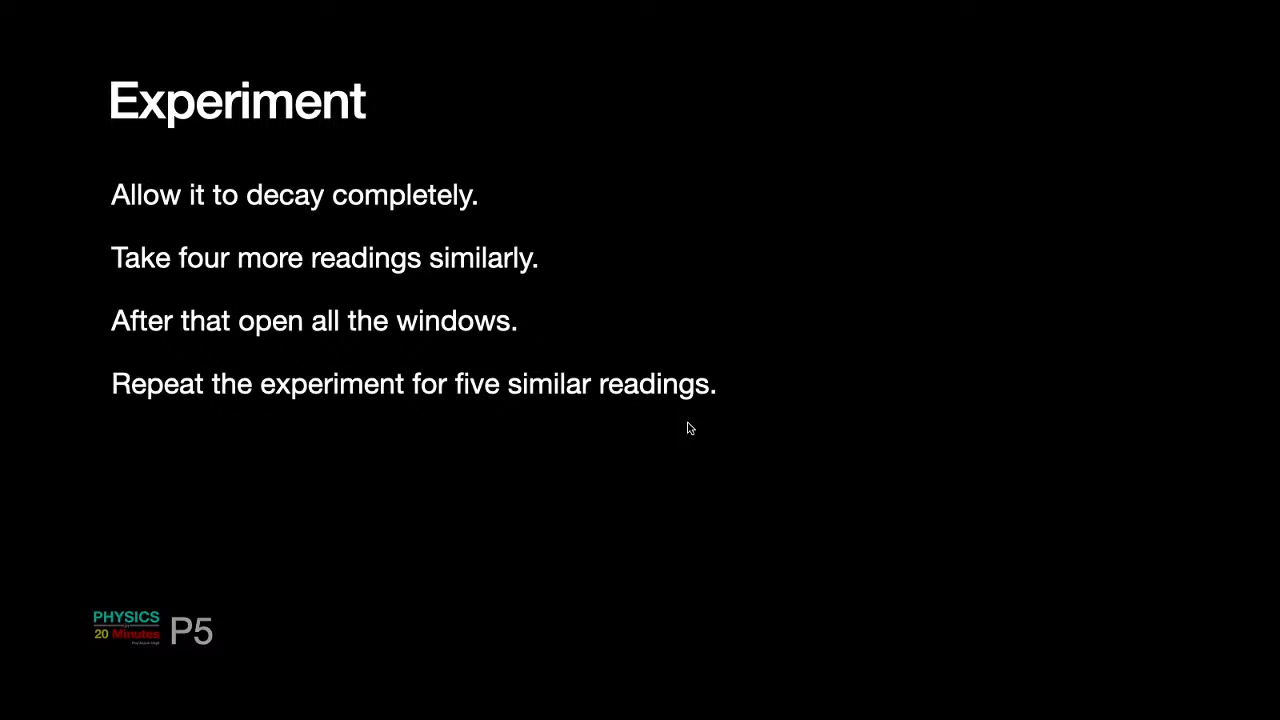 Experiment
Allow it to decay completely.
Take four more readings similarly.
After that open all the windows.
Repeat the experiment for five similar readings.
PHYSICS
20 Minutes
P5